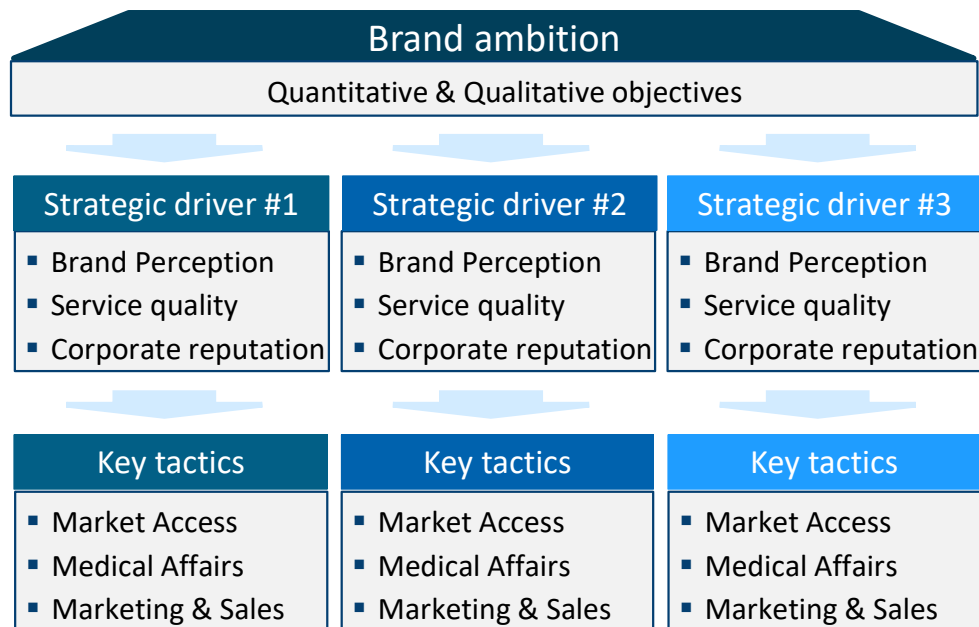 Brand ambition
Quantitative & Qualitative objectives
Strategic driver #1
▪ Brand Perception
▪ Service quality
▪ Corporate reputation
Strategic driver #2
▪ Brand Perception
▪ Service quality
▪ Corporate reputation
Strategic driver #3
▪ Brand Perception
▪ Service quality
▪ Corporate reputation
Key tactics
▪ Market Access
▪ Medical Affairs
▪ Marketing & Sales
Key tactics
▪ Market Access
▪ Medical Affairs
▪ Marketing & Sales
Key tactics
▪ Market Access
▪ Medical Affairs
▪ Marketing & Sales